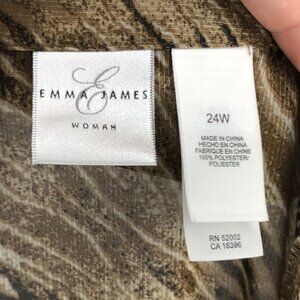 E
EMMA JAMES
WOMAN
24W
MADE IN CHINA
HECHO EN CHINA
FABRIQUE EN CHINE
100% POLYESTER/
POLIESTER
RN 52002
CA 16396